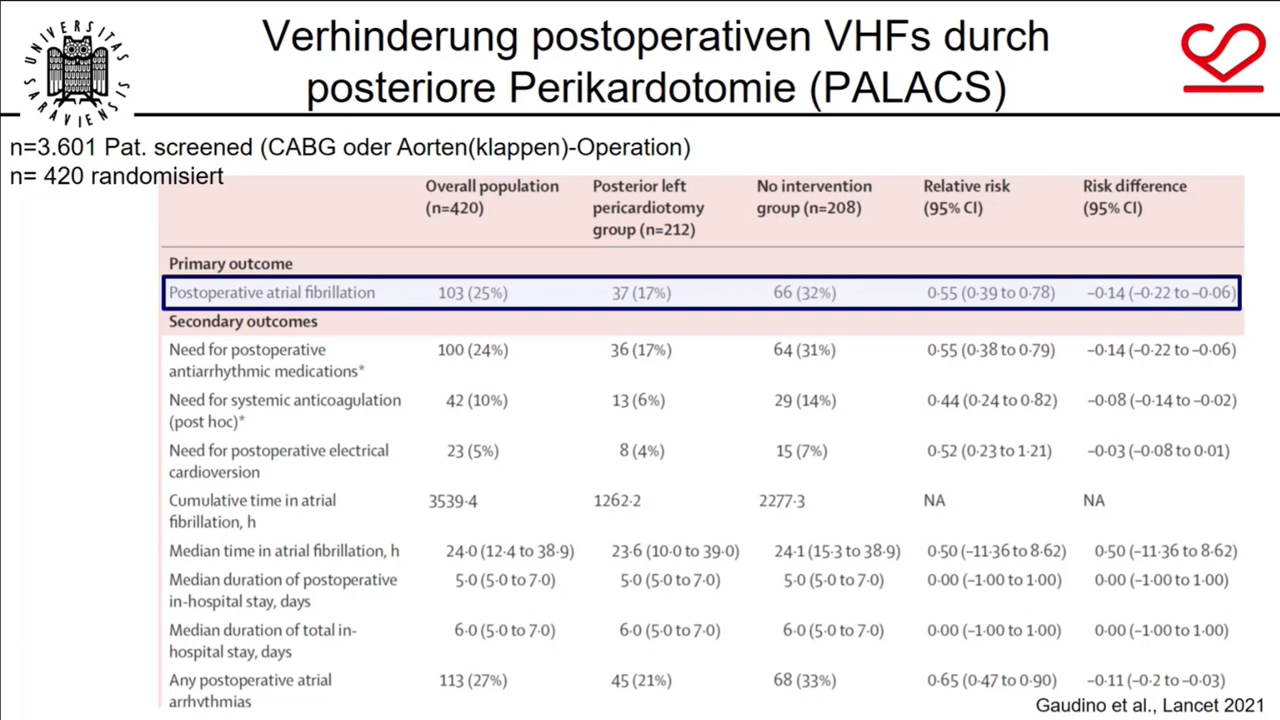 UNIVERSITAS SARAVIENSIS
Verhinderung postoperativen VHFs durch
posteriore Perikardotomie (PALACS)
n=3.601 Pat. screened (CABG oder Aorten(klappen)-Operation)
n= 420 randomisiert
Overall population Posterior left No intervention Relative risk Risk difference
(n=420) pericardiotomy group (n=208) (95% CI) (95% CI)
group (n=212)
Primary outcome
Postoperative atrial fibrillation 103 (25%) 37 (17%) 66 (32%) 0·55 (0·39 to 0·78) –0·14 (–0·22 to –0·06)
Secondary outcomes
Need for postoperative 100 (24%) 36 (17%) 64 (31%) 0·55 (0·38 to 0·79) –0·14 (–0·22 to –0·06)
antiarrhythmic medications*
Need for systemic anticoagulation 42 (10%) 13 (6%) 29 (14%) 0·44 (0·24 to 0·82) –0·08 (–0·14 to –0·02)
(post hoc)*
Need for postoperative electrical 23 (5%) 8 (4%) 15 (7%) 0·52 (0·23 to 1·21) –0·03 (–0·08 to 0·01)
cardioversion
Cumulative time in atrial 3539·4 1262·2 2277·3 NA NA
fibrillation, h
Median time in atrial fibrillation, h 24·0 (12·4 to 38·9) 23·6 (10·0 to 39·0) 24·1 (15·3 to 38·9) 0·50 (–11·36 to 8·62) 0·50 (–11·36 to 8·62)
Median duration of postoperative 5·0 (5·0 to 7·0) 5·0 (5·0 to 7·0) 5·0 (5·0 to 7·0) 0·00 (–1·00 to 1·00) 0·00 (–1·00 to 1·00)
in-hospital stay, days
Median duration of total in- 6·0 (5·0 to 7·0) 6·0 (5·0 to 7·0) 6·0 (5·0 to 7·0) 0·00 (–1·00 to 1·00) 0·00 (–1·00 to 1·00)
hospital stay, days
Any postoperative atrial 113 (27%) 45 (21%) 68 (33%) 0·65 (0·47 to 0·90) –0·11 (–0·2 to –0·03)
arrhythmias
Gaudino et al., Lancet 2021